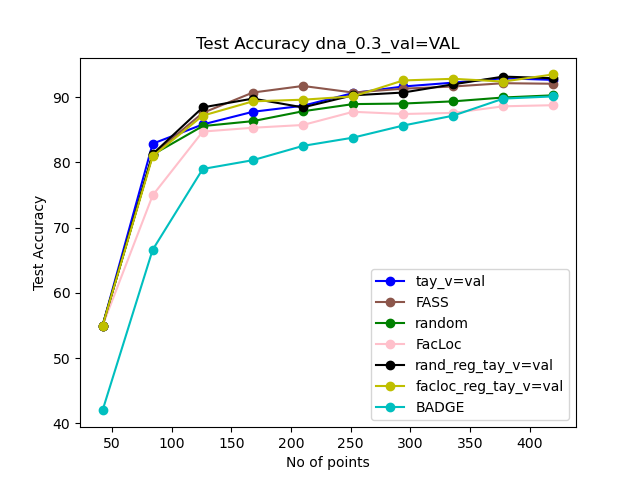 Test Accuracy dna_0.3_val=VAL
Test Accuracy
90
80
70
60
50
40
tay_v=val
FASS
random
FacLoc
rand_reg_tay_v=val
facloc_reg_tay_v=val
BADGE
50 100 150 200 250 300 350 400
No of points